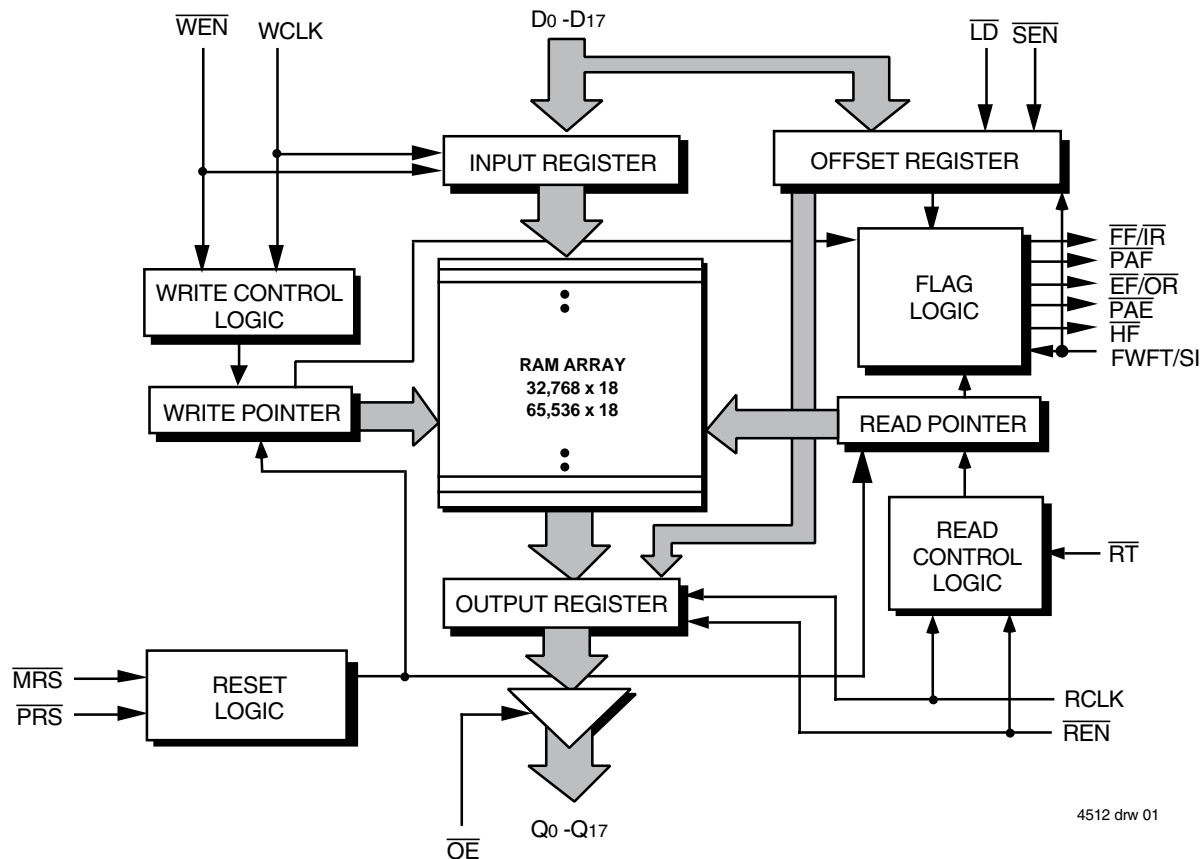 WEN
WCLK
D0 -D17
LD
SEN
INPUT REGISTER
OFFSET REGISTER
WRITE CONTROL
LOGIC
FLAG
LOGIC
FF/IR
PAF
EF/OR
PAE
HF
FWFT/SI
RAM ARRAY
32,768 x 18
65,536 x 18
WRITE POINTER
READ POINTER
READ
CONTROL
LOGIC
RT
OUTPUT REGISTER
MRS
PRS
RESET
LOGIC
RCLK
REN
OE
Q0 -Q17
4512 drw 01